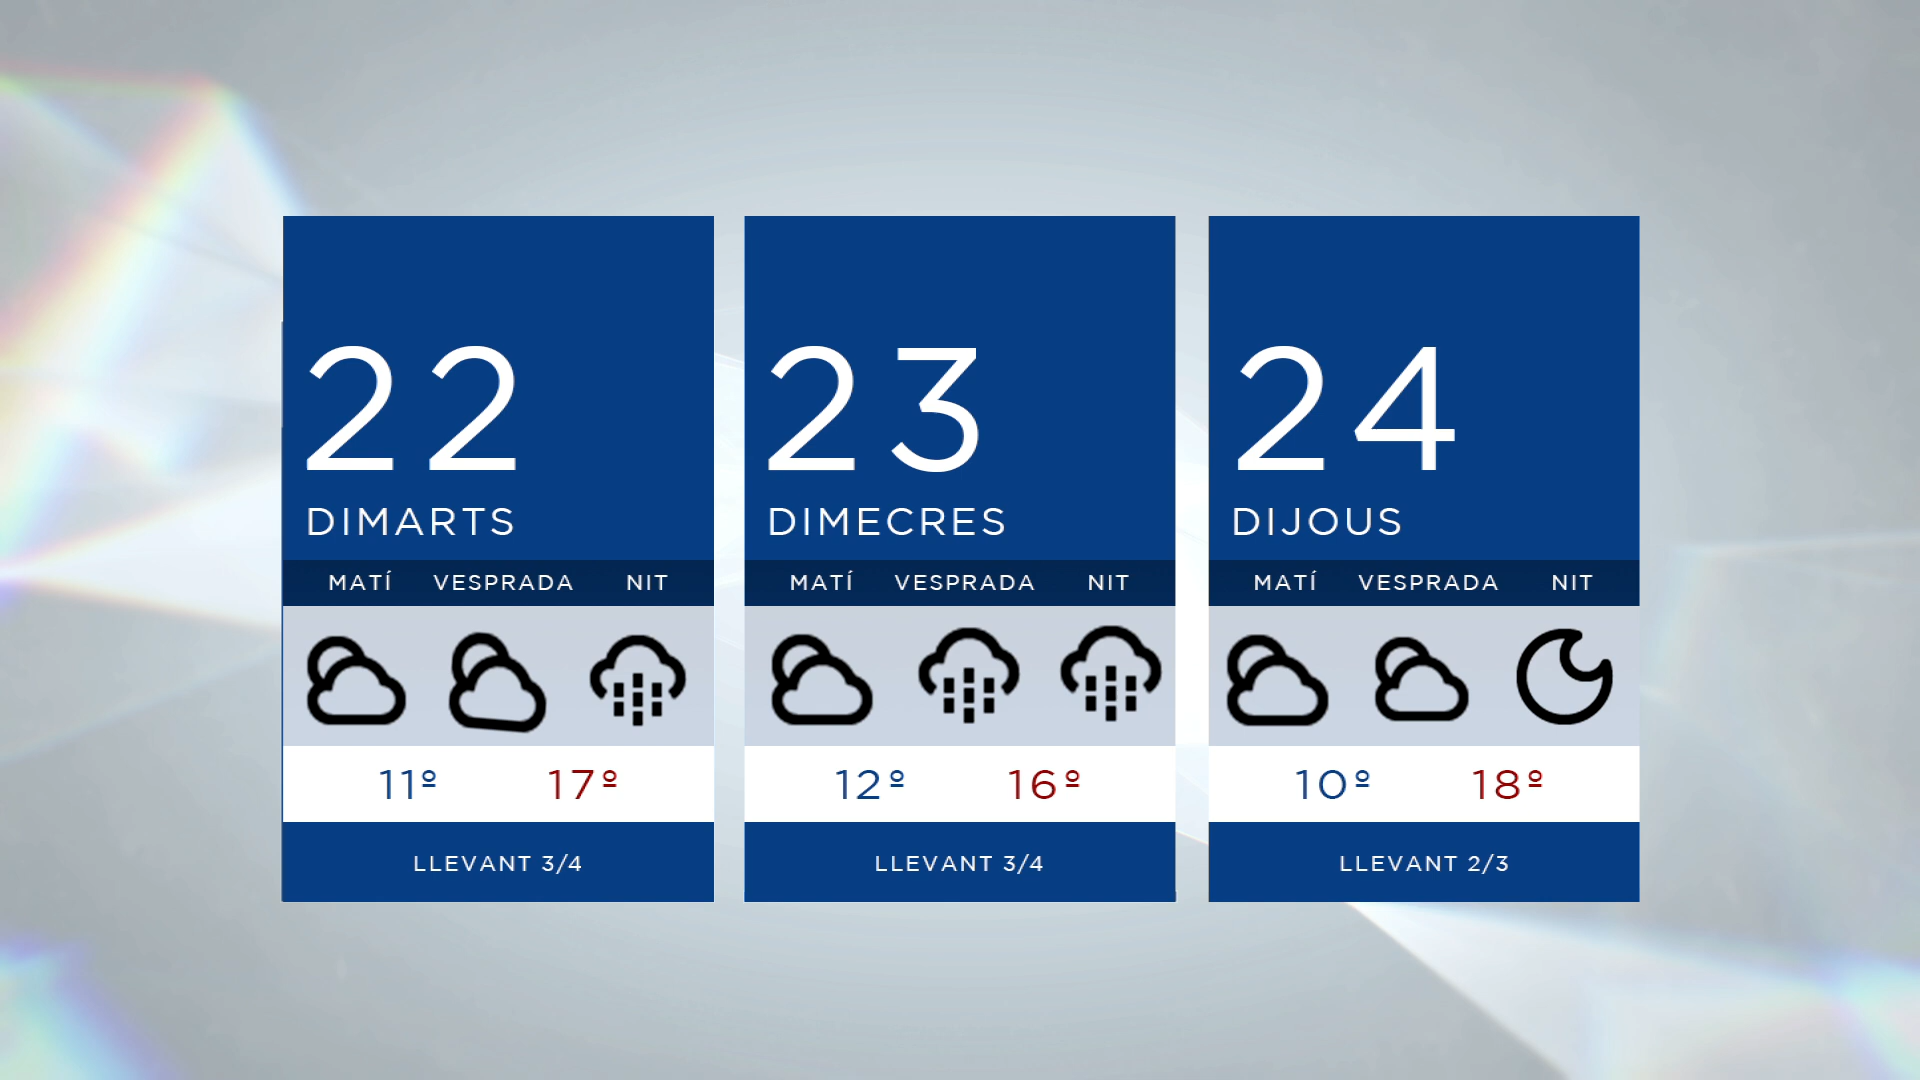 22
DIMARTS
MATÍ VESPRADA NIT
11º 17º
LLEVANT 3/4
23
DIMECRES
MATÍ VESPRADA NIT
12º 16º
LLEVANT 3/4
24
DIJOUS
MATÍ VESPRADA NIT
10º 18º
LLEVANT 2/3